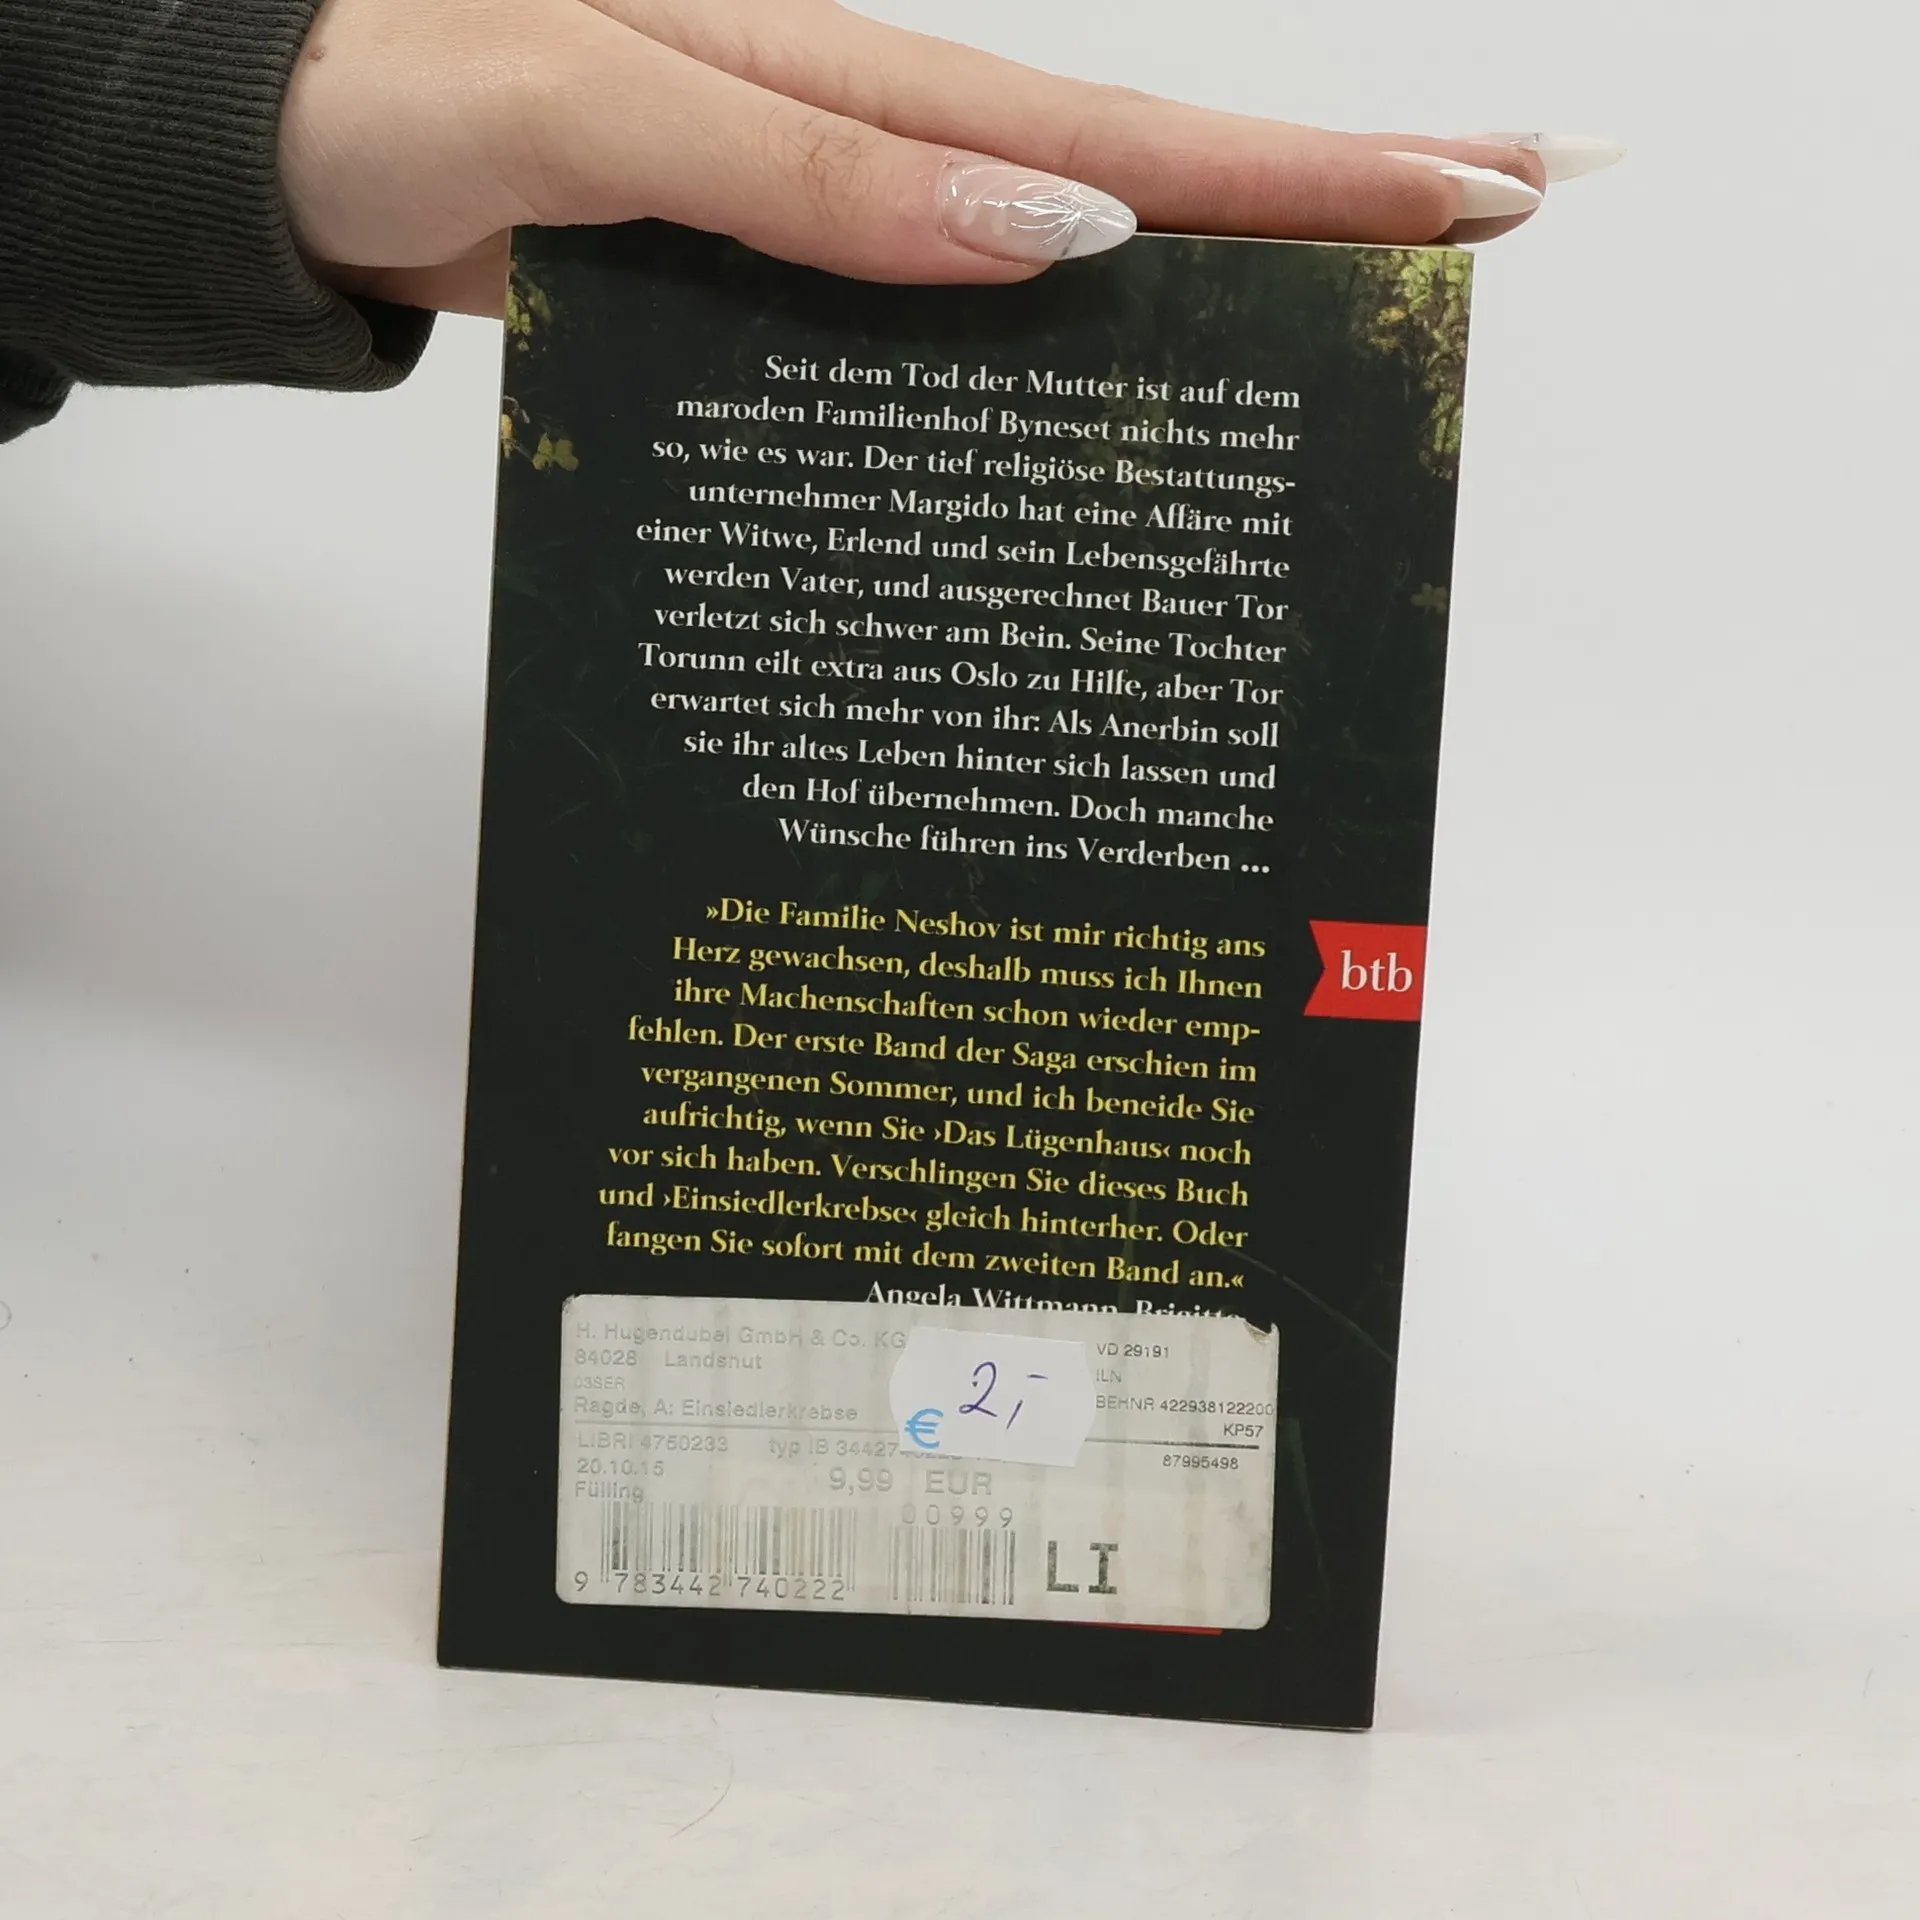 Seit dem Tod der Mutter ist auf dem
maroden Familienhof Byneset nichts mehr
so, wie es war. Der tief religiöse Bestattungs-
unternehmer Margido hat eine Affäre mit
einer Witwe, Erlend und sein Lebensgefährte
werden Vater, und ausgerechnet Bauer Tor
verletzt sich schwer am Bein. Seine Tochter
Torunn eilt extra aus Oslo zu Hilfe, aber Tor
erwartet sich mehr von ihr: Als Anerbin soll
sie ihr altes Leben hinter sich lassen und
den Hof übernehmen. Doch manche
Wünsche führen ins Verderben ...
»Die Familie Neshov ist mir richtig ans
Herz gewachsen, deshalb muss ich Ihnen
ihre Machenschaften schon wieder emp-
fehlen. Der erste Band der Saga erschien im
vergangenen Sommer, und ich beneide Sie
aufrichtig, wenn Sie ›Das Lügenhaus‹ noch
vor sich haben. Verschlingen Sie dieses Buch
und ›Einsiedlerkrebse‹ gleich hinterher. Oder
fangen Sie sofort mit dem zweiten Band an.«
Angela Wittmann, Brigitte
btb
H. Hugendubel GmbH & Co. KG
84028 Landshut
03SER
Ragde, A: Einsiedlerkrebse
LIBRI 4750233 typ IB
20.10.15
Fülling
9,99 EUR
00999
9 783442 740222
LI
VD 29191
ILN
BEHNR 422938122200
KP57
87995498
€ 2,-